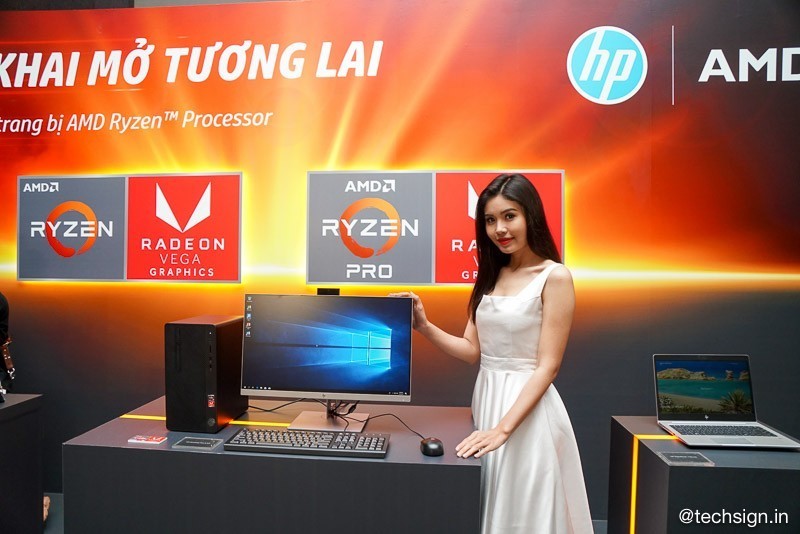 KHAI MỞ TƯƠNG LAI
trang bị AMD Ryzen™ Processor
hp
AMD
AMD
RYZEN
RADEON
VEGA
GRAPHICS
AMD
RYZEN
PRO
VEGA
@techsign.in